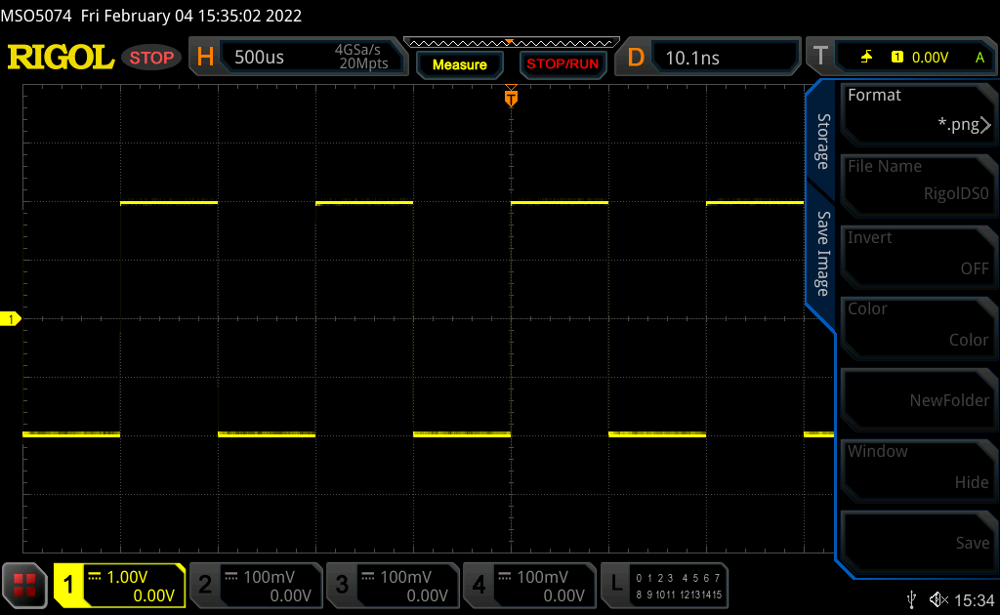 MSO5074 Fri February 04 15:35:02 2022
RIGOL STOP H 500us 4GSa/s 20Mpts Measure STOP/RUN D 10.1ns T 1 0.00V A
T
Storage
Save Image
Format
*.png
File Name
RigolDS0
Invert
OFF
Color
Color
NewFolder
Window
Hide
Save
1
1 1.00V 0.00V
2 100mV 0.00V
3 100mV 0.00V
4 100mV 0.00V
L 0 1 2 3 4 5 6 7
8 9 10 11 12 13 14 15
15:34